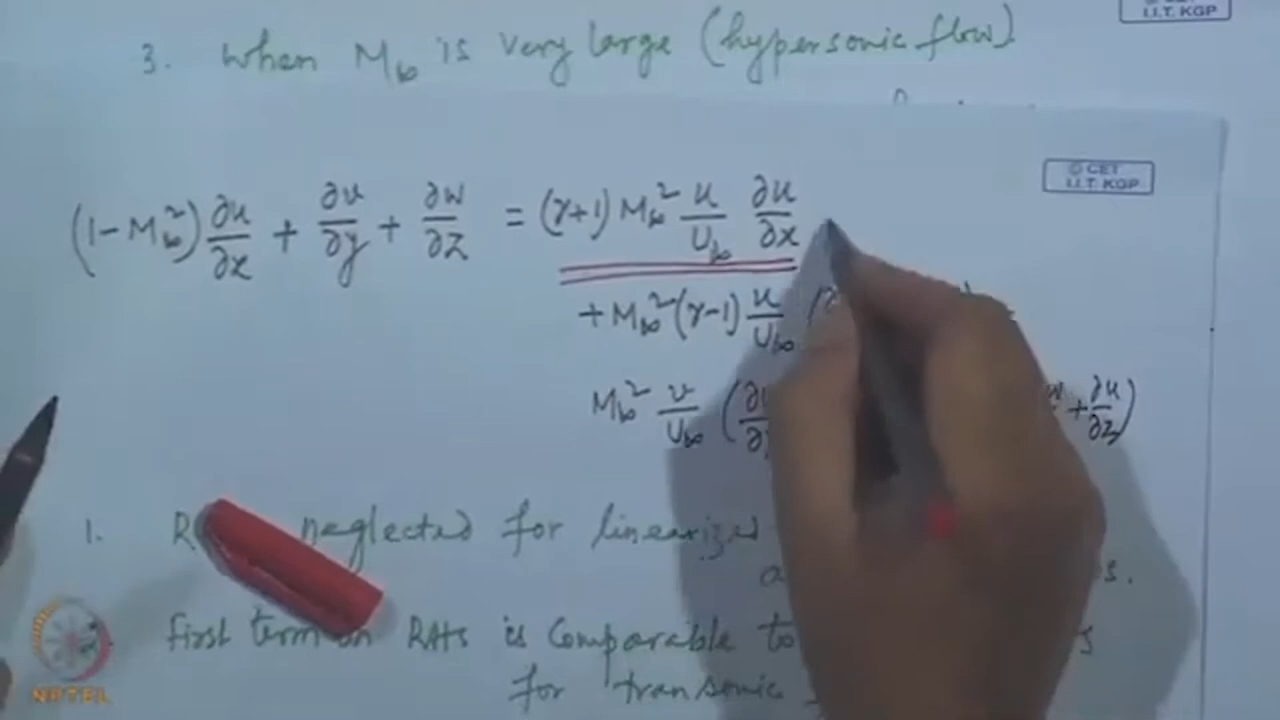 © CET
I.I.T. KGP
3. When M∞ is very large (hypersonic flow)
© CET
I.I.T. KGP
(1-M∞²) ∂u/∂x + ∂v/∂y + ∂w/∂z = (γ+1) M∞² u/U∞ ∂u/∂x
+ M∞² (γ-1) u/U∞ (
M∞² v/U∞ ( + ∂u/∂z)
1. neglected for linearized
First term on RHS is comparable to
for transonic
NPTEL